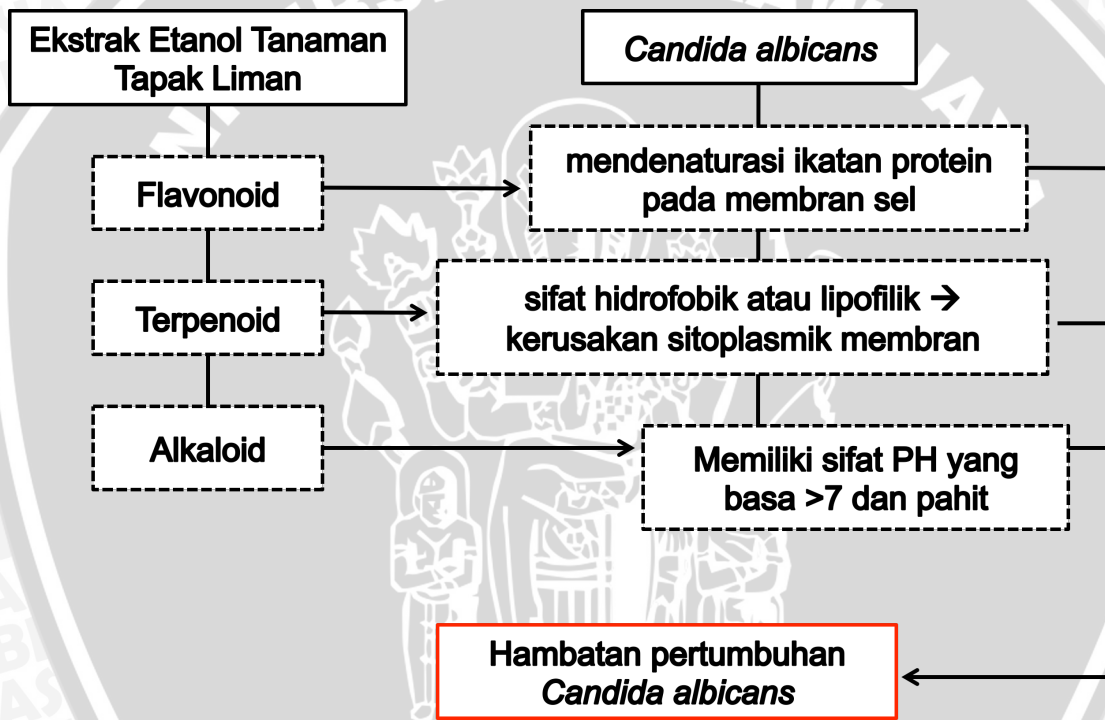 Ekstrak Etanol Tanaman
Tapak Liman
Candida albicans
Flavonoid
mendenaturasi ikatan protein
pada membran sel
Terpenoid
sifat hidrofobik atau lipofilik →
kerusakan sitoplasmik membran
Alkaloid
Memiliki sifat PH yang
basa >7 dan pahit
Hambatan pertumbuhan
Candida albicans